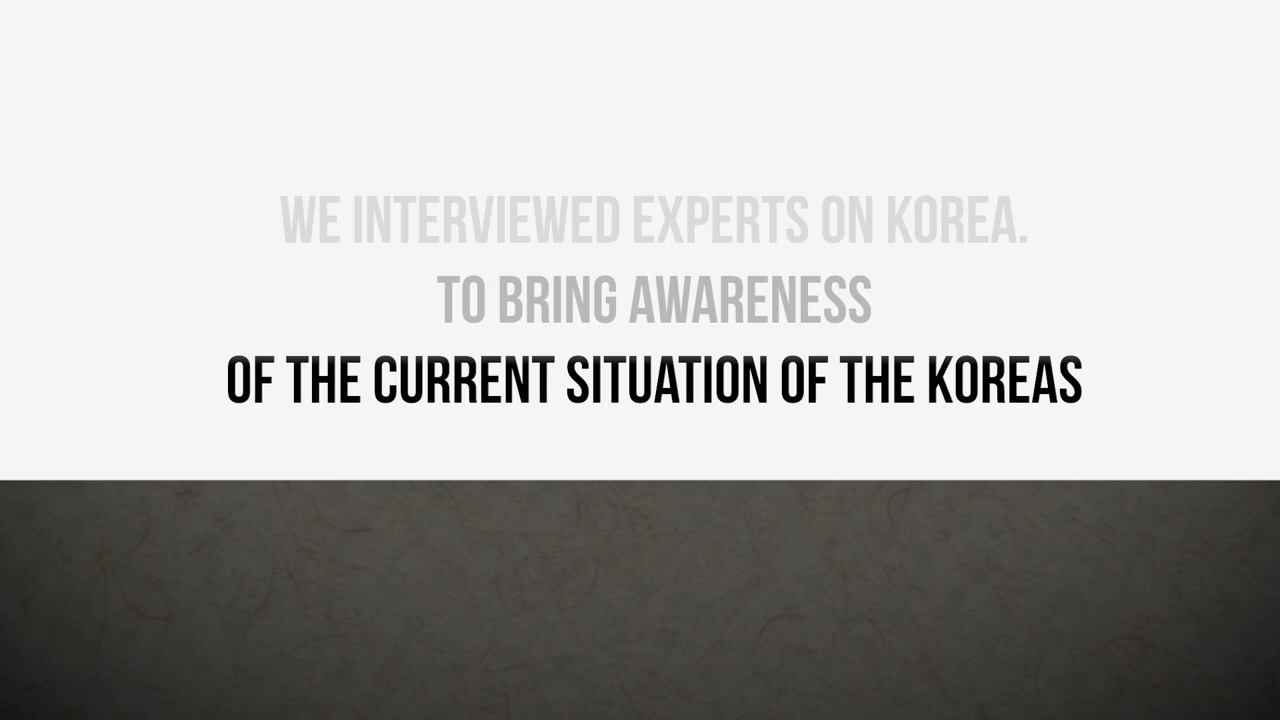 WE INTERVIEWED EXPERTS ON KOREA.
TO BRING AWARENESS
OF THE CURRENT SITUATION OF THE KOREAS